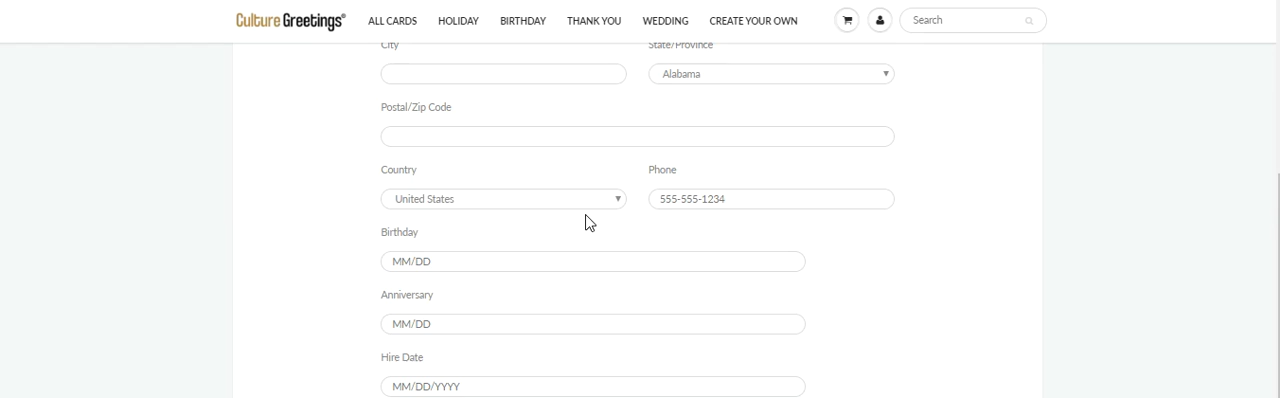 Culture Greetings® ALL CARDS HOLIDAY BIRTHDAY THANK YOU WEDDING CREATE YOUR OWN Search
City State/Province
Alabama
Postal/Zip Code
Country Phone
United States 555-555-1234
Birthday
MM/DD
Anniversary
MM/DD
Hire Date
MM/DD/YYYY